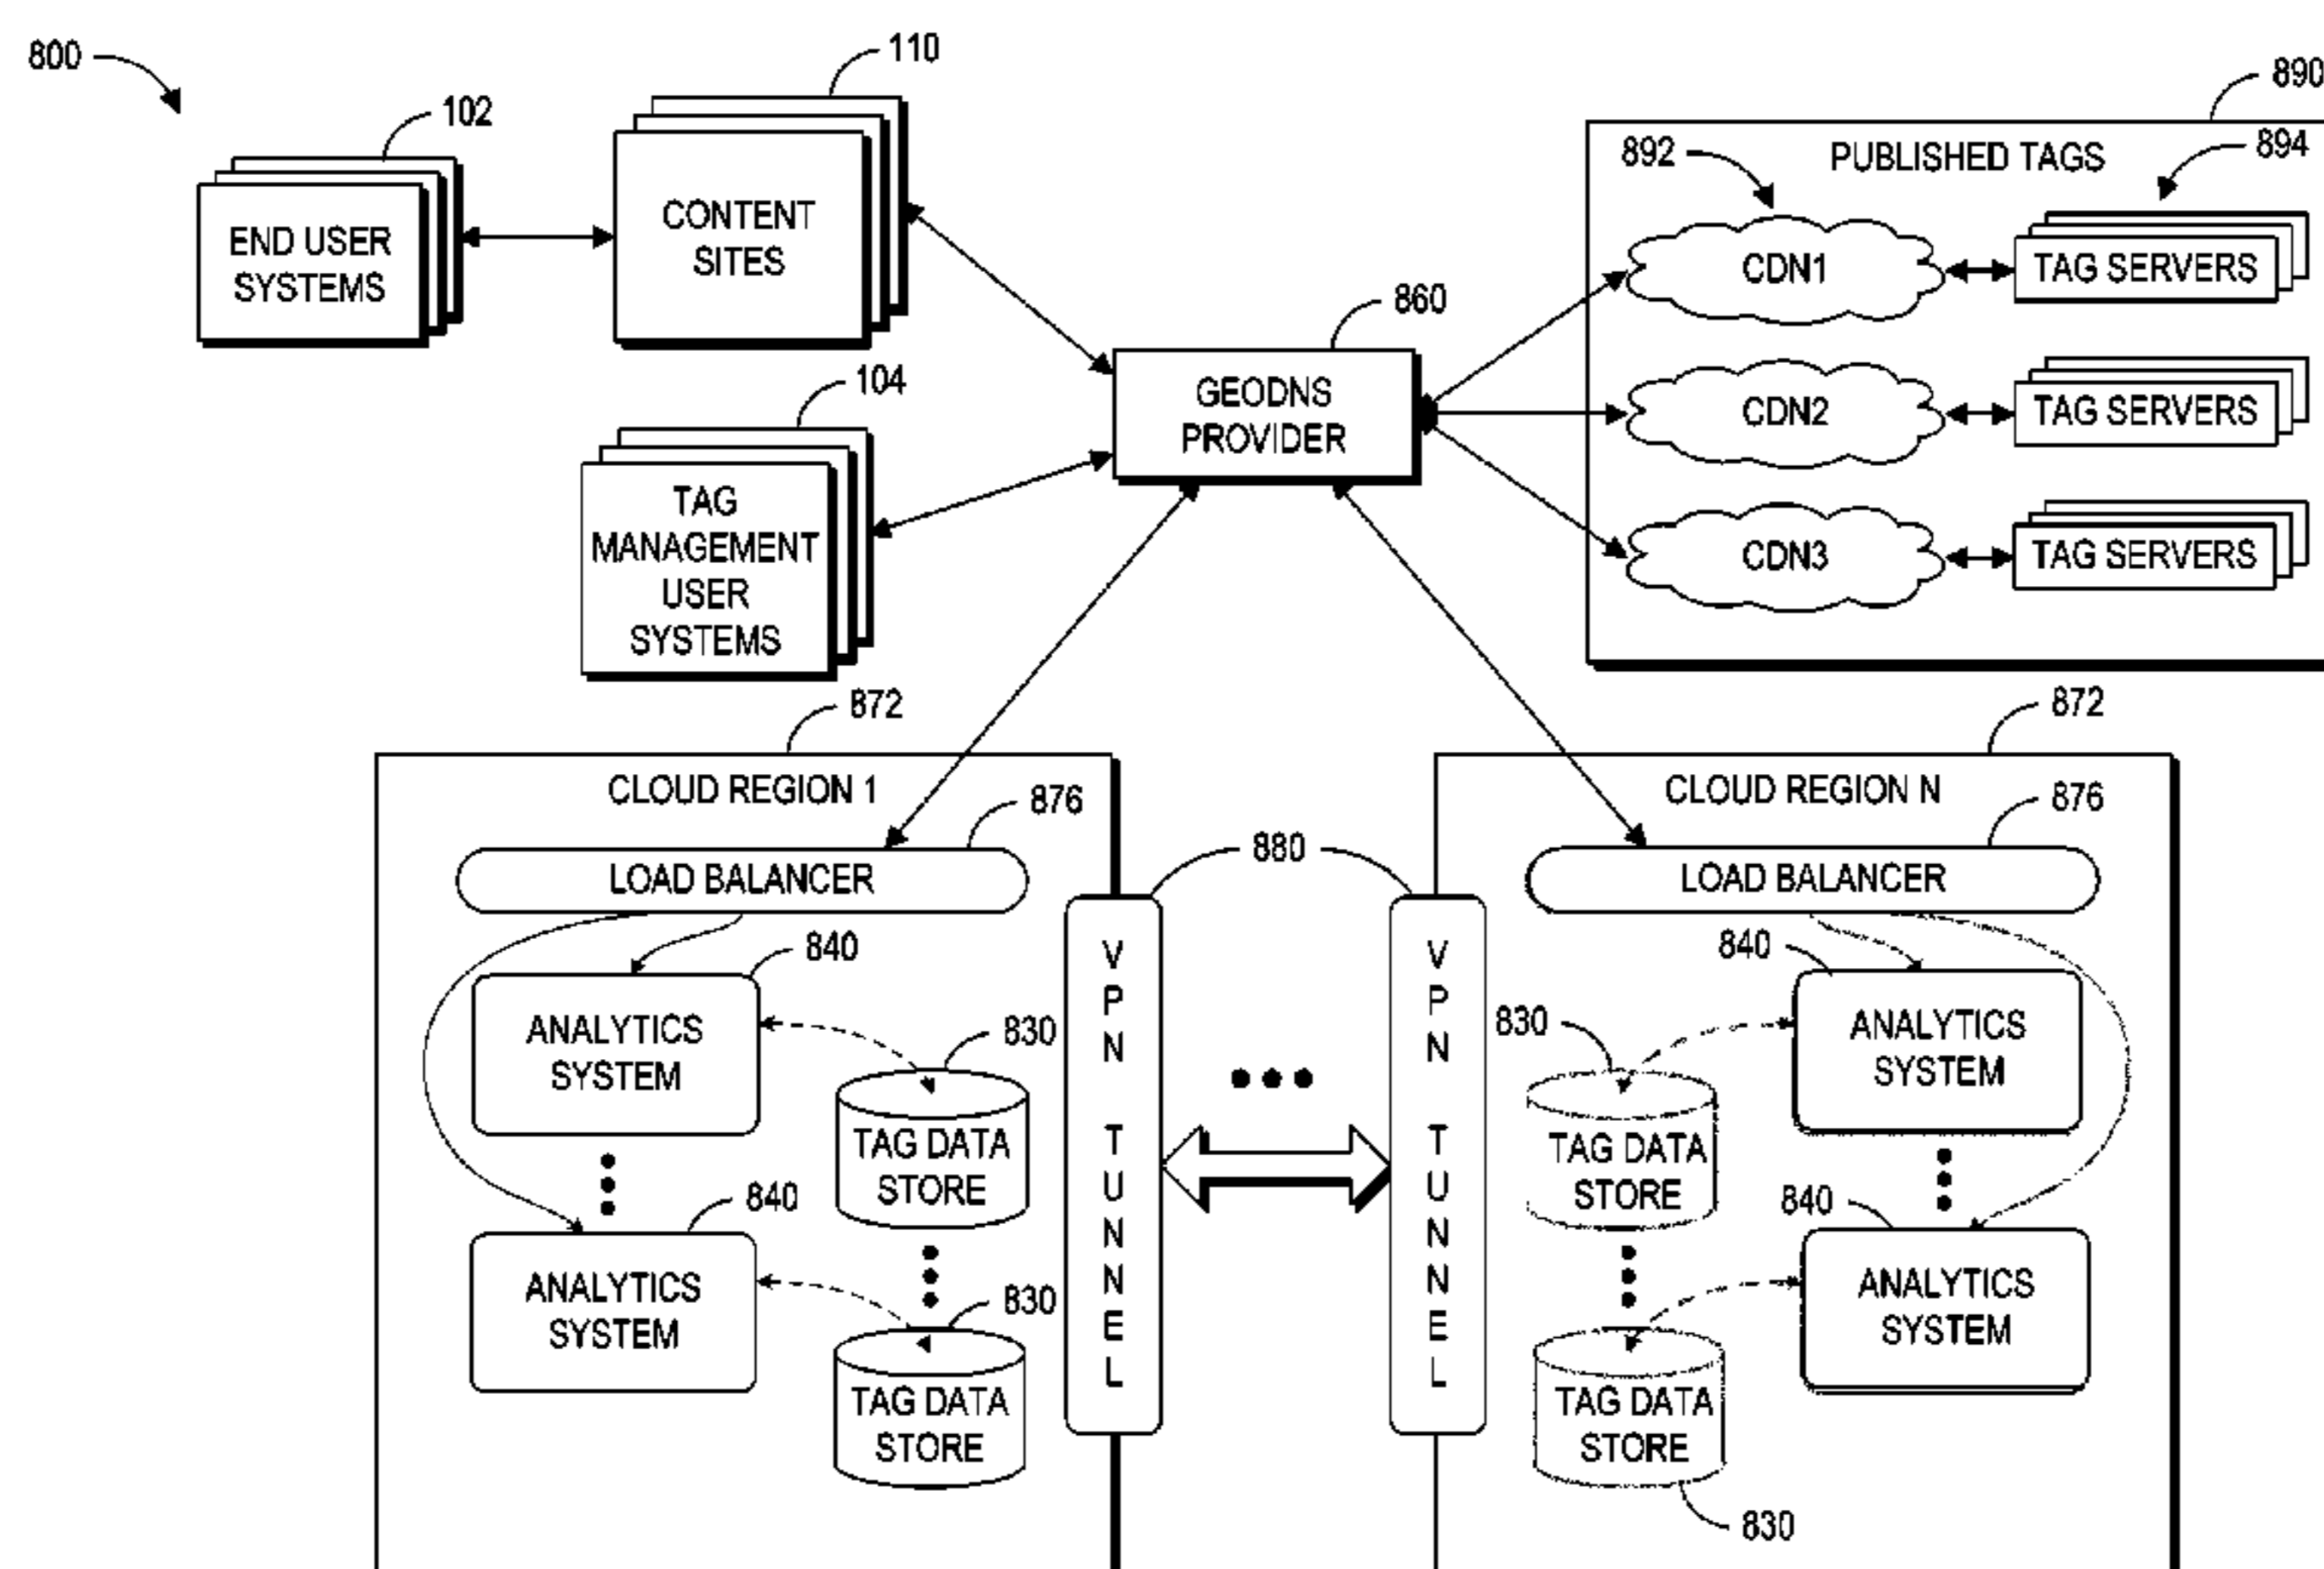 800
110
102
890
892
PUBLISHED TAGS
894
END USER
SYSTEMS
CONTENT
SITES
CDN1
TAG SERVERS
860
104
GEODNS
PROVIDER
CDN2
TAG SERVERS
TAG
MANAGEMENT
USER
SYSTEMS
CDN3
TAG SERVERS
872
872
CLOUD REGION 1
876
LOAD BALANCER
880
CLOUD REGION N
876
LOAD BALANCER
840
ANALYTICS
SYSTEM
830
TAG DATA
STORE
840
ANALYTICS
SYSTEM
830
TAG DATA
STORE
VPN TUNNEL
VPN TUNNEL
840
ANALYTICS
SYSTEM
830
TAG DATA
STORE
840
ANALYTICS
SYSTEM
TAG DATA
STORE
830